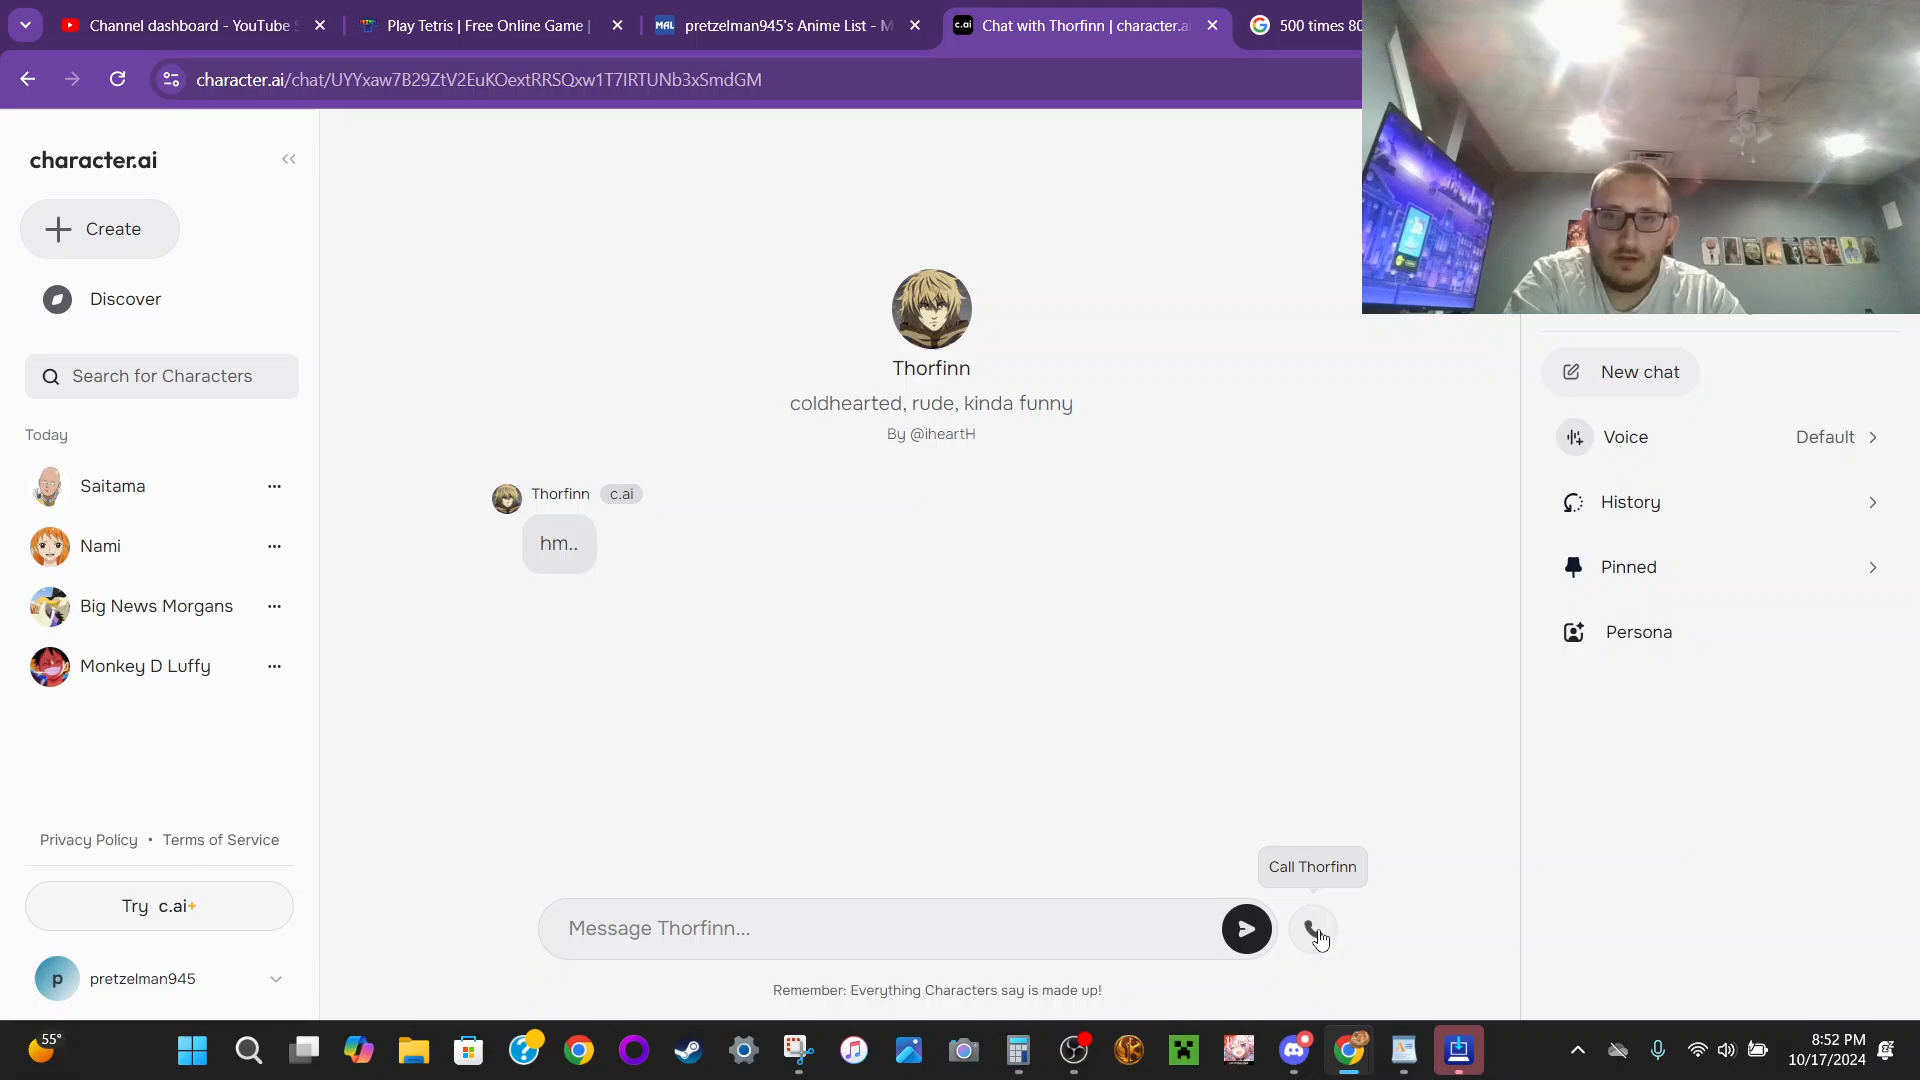 Channel dashboard - YouTube S
Play Tetris | Free Online Game |
MAL pretzelman945's Anime List - M
c.ai Chat with Thorfinn | character.ai
500 times 80
character.ai/chat/UYYxaw7B29ZtV2EuKOextRRSQxw1T7IRTUNb3xSmdGM
character.ai
Create
Discover
Search for Characters
Today
Saitama
Nami
Big News Morgans
Monkey D Luffy
Privacy Policy • Terms of Service
Try c.ai+
p pretzelman945
Thorfinn
coldhearted, rude, kinda funny
By @iheartH
Thorfinn c.ai
hm..
Call Thorfinn
Message Thorfinn...
Remember: Everything Characters say is made up!
New chat
Voice Default
History
Pinned
Persona
55°
8:52 PM
10/17/2024